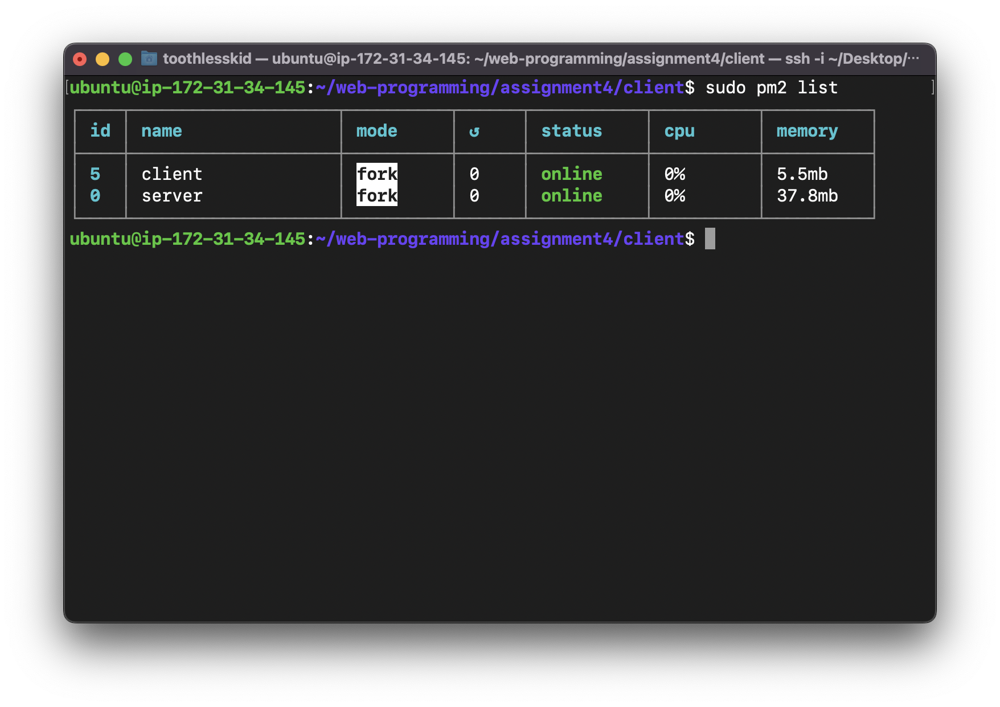 toothlesskid — ubuntu@ip-172-31-34-145: ~/web-programming/assignment4/client — ssh -i ~/Desktop/···
[ubuntu@ip-172-31-34-145:~/web-programming/assignment4/client$ sudo pm2 list ]
id name mode ↺ status cpu memory
5 client fork 0 online 0% 5.5mb
0 server fork 0 online 0% 37.8mb
ubuntu@ip-172-31-34-145:~/web-programming/assignment4/client$